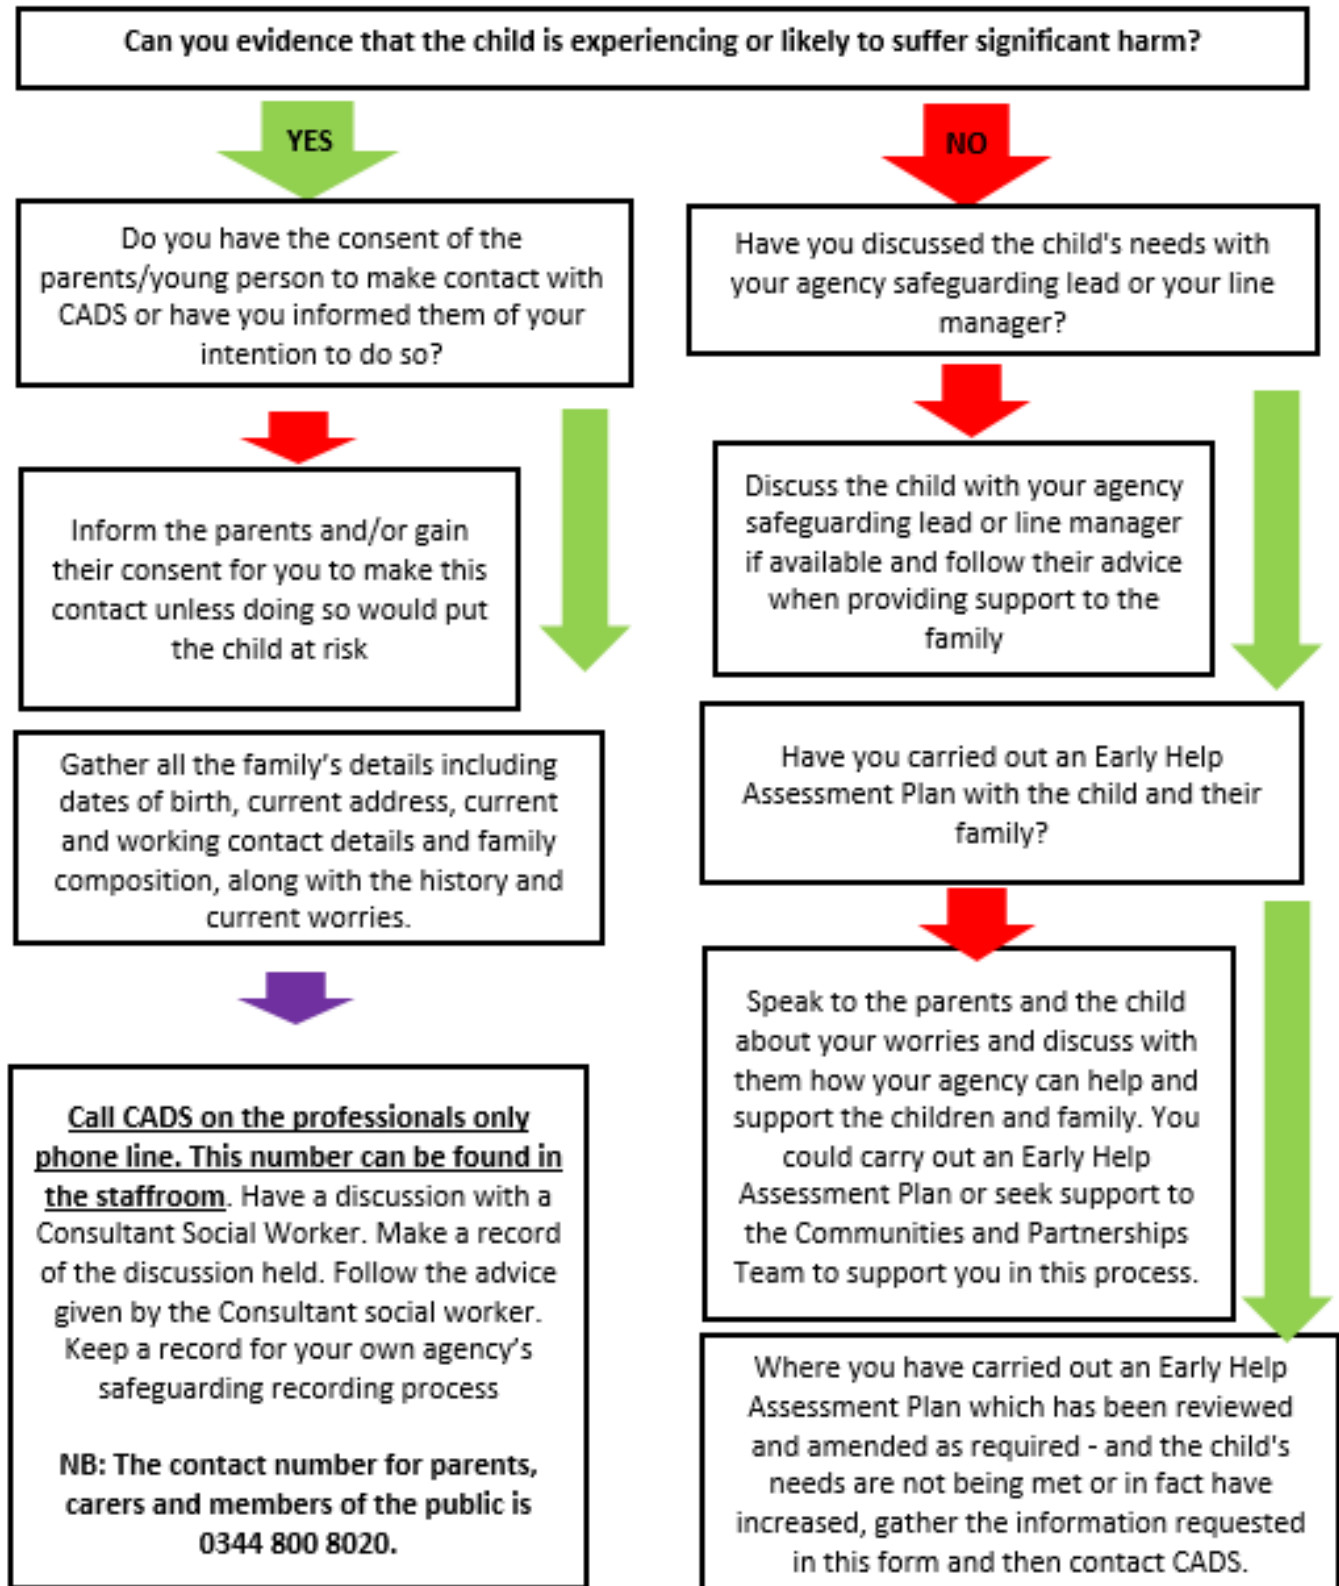 Can you evidence that the child is experiencing or likely to suffer significant harm?
YES
NO
Do you have the consent of the
parents/young person to make contact with
CADS or have you informed them of your
intention to do so?
Have you discussed the child's needs with
your agency safeguarding lead or your line
manager?
Inform the parents and/or gain
their consent for you to make this
contact unless doing so would put
the child at risk
Discuss the child with your agency
safeguarding lead or line manager
if available and follow their advice
when providing support to the
family
Gather all the family’s details including
dates of birth, current address, current
and working contact details and family
composition, along with the history and
current worries.
Have you carried out an Early Help
Assessment Plan with the child and their
family?
Call CADS on the professionals only
phone line. This number can be found in
the staffroom. Have a discussion with a
Consultant Social Worker. Make a record
of the discussion held. Follow the advice
given by the Consultant social worker.
Keep a record for your own agency’s
safeguarding recording process
NB: The contact number for parents,
carers and members of the public is
0344 800 8020.
Speak to the parents and the child
about your worries and discuss with
them how your agency can help and
support the children and family. You
could carry out an Early Help
Assessment Plan or seek support to
the Communities and Partnerships
Team to support you in this process.
Where you have carried out an Early Help
Assessment Plan which has been reviewed
and amended as required - and the child's
needs are not being met or in fact have
increased, gather the information requested
in this form and then contact CADS.